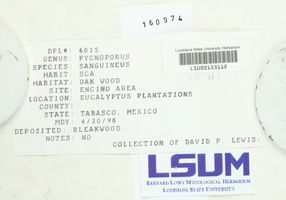 160974
Louisiana State University Herbarium
LSU00153152
DFL#: 6015
GENUS: PYCNOPORUS
SPECIES: SANGUINEUS
HABIT: SCA
HABITAT: OAK WOOD
SITE: ENCINO AREA
LOCATION: EUCALYPTUS PLANTATIONS
COUNTY:
STATE: TABASCO, MEXICO
MDY: 4/30/98
DEPOSITED: BLEAKWOOD
NOTES: NO
COLLECTION OF DAVID P. LEWIS:
LSUM
BERNARD LOWY MYCOLOGICAL HERBARIUM
LOUISIANA STATE UNIVERSITY